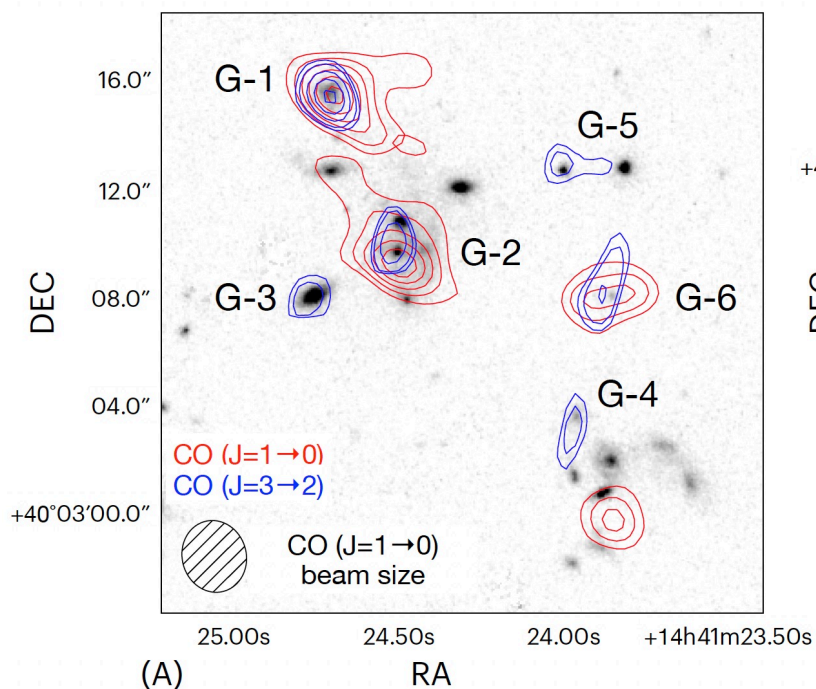 G-1
16.0″
G-5
12.0″
+4
G-2
G-3
08.0″
G-6
DEC
G-4
04.0″
CO (J=1→0)
CO (J=3→2)
+40°03′00.0″
CO (J=1→0)
beam size
25.00s
24.50s
24.00s
+14h41m23.50s
(A)
RA